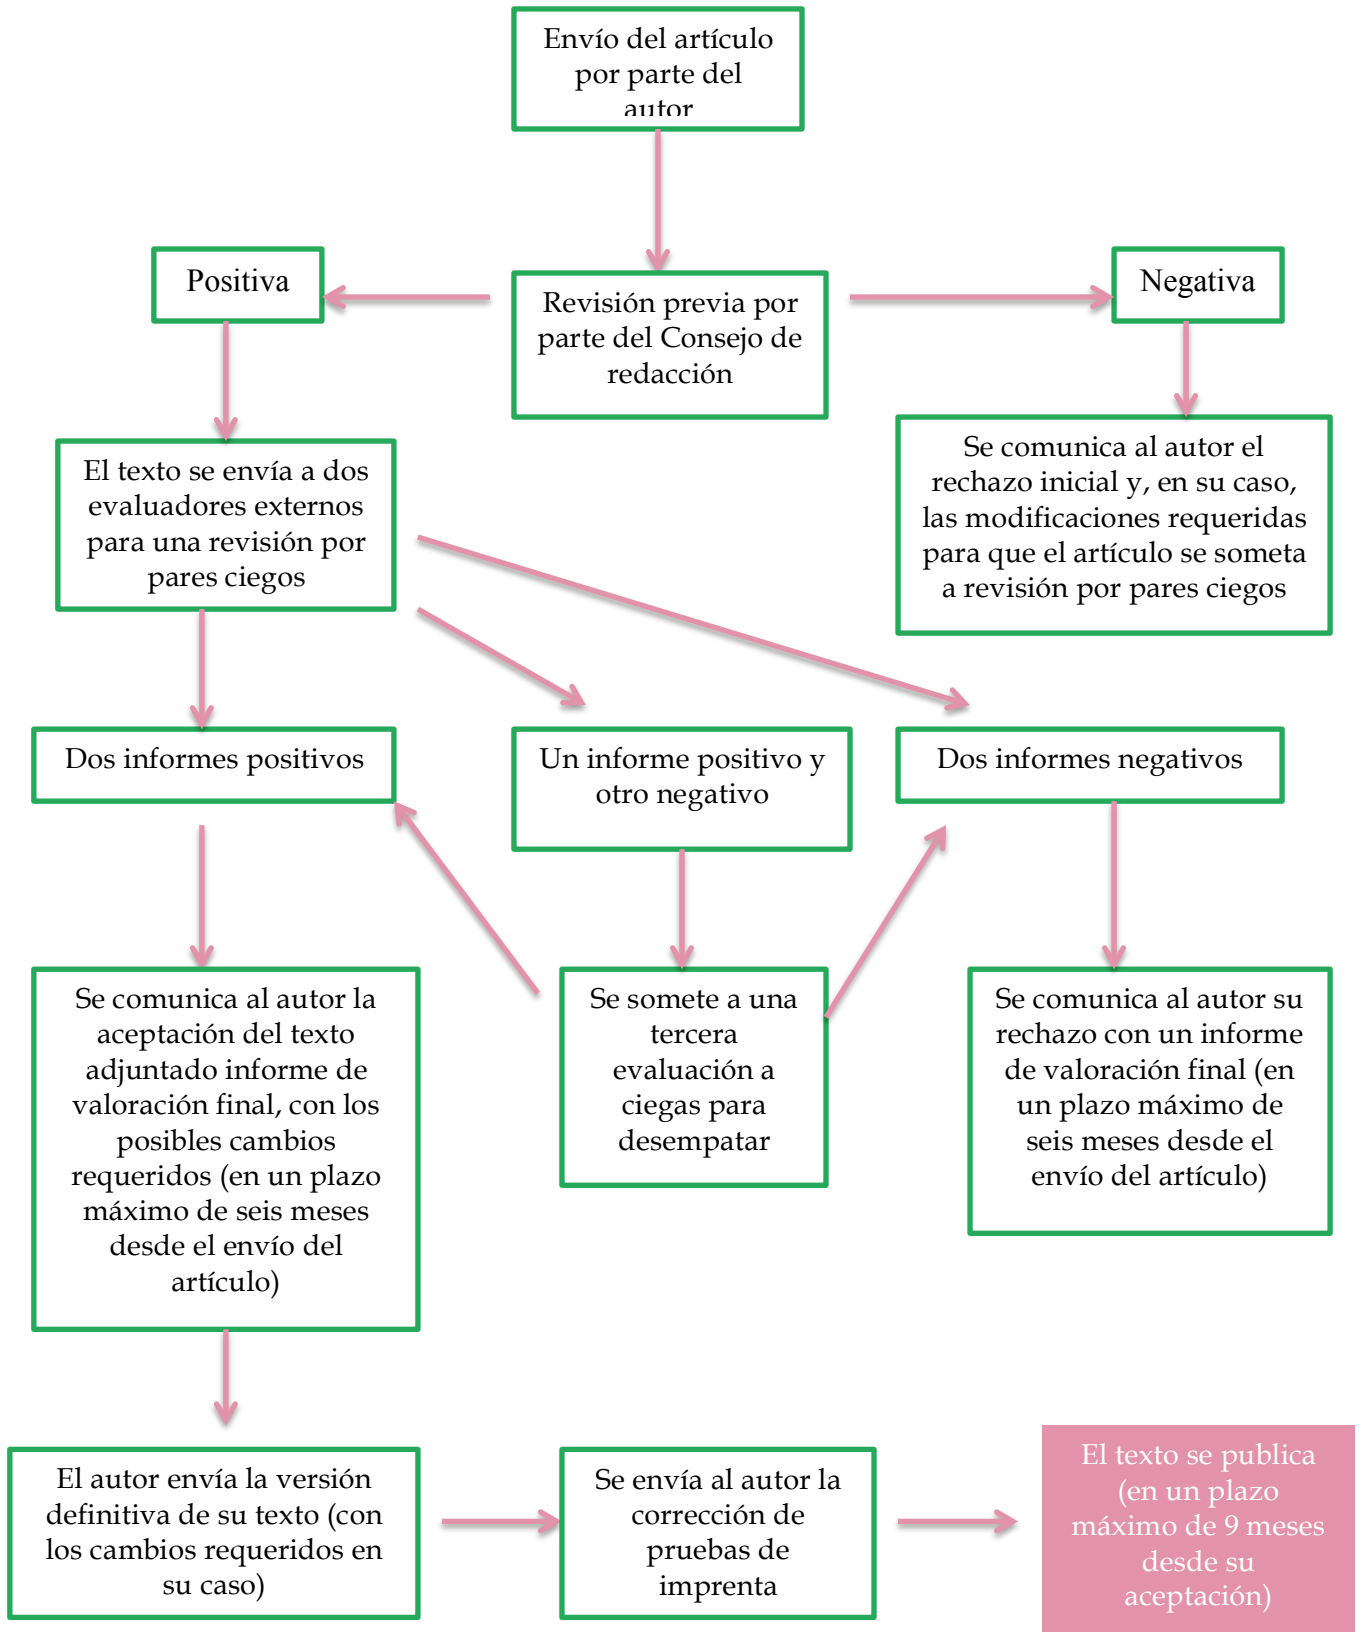 Envío del artículo
por parte del
autor
Positiva
Revisión previa por
parte del Consejo de
redacción
Negativa
El texto se envía a dos
evaluadores externos
para una revisión por
pares ciegos
Se comunica al autor el
rechazo inicial y, en su caso,
las modificaciones requeridas
para que el artículo se someta
a revisión por pares ciegos
Dos informes positivos
Un informe positivo y
otro negativo
Dos informes negativos
Se comunica al autor la
aceptación del texto
adjuntado informe de
valoración final, con los
posibles cambios
requeridos (en un plazo
máximo de seis meses
desde el envío del
artículo)
Se somete a una
tercera
evaluación a
ciegas para
desempatar
Se comunica al autor su
rechazo con un informe
de valoración final (en
un plazo máximo de
seis meses desde el
envío del artículo)
El autor envía la versión
definitiva de su texto (con
los cambios requeridos en
su caso)
Se envía al autor la
corrección de
pruebas de
imprenta
El texto se publica
(en un plazo
máximo de 9 meses
desde su
aceptación)